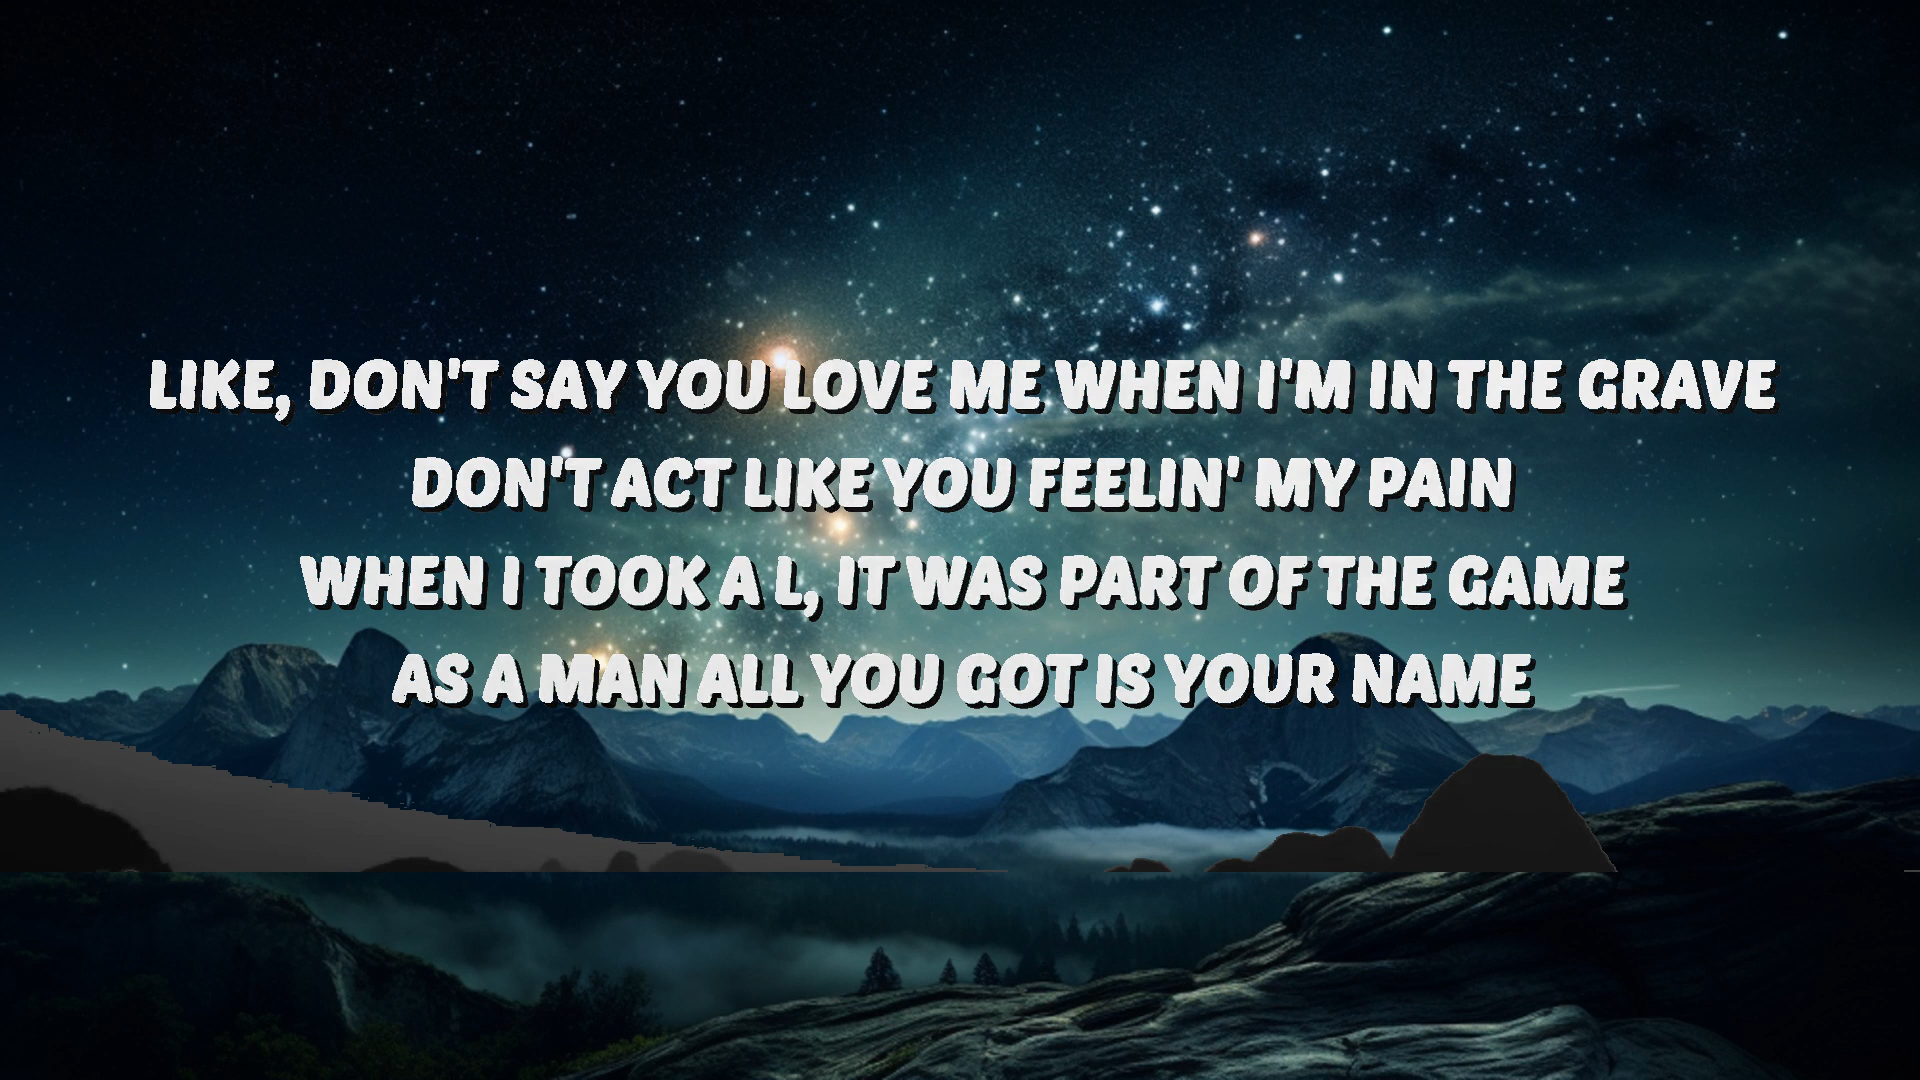 LIKE, DON'T SAY YOU LOVE ME WHEN I'M IN THE GRAVE
DON'T ACT LIKE YOU FEELIN' MY PAIN
WHEN I TOOK A L, IT WAS PART OF THE GAME
AS A MAN ALL YOU GOT IS YOUR NAME